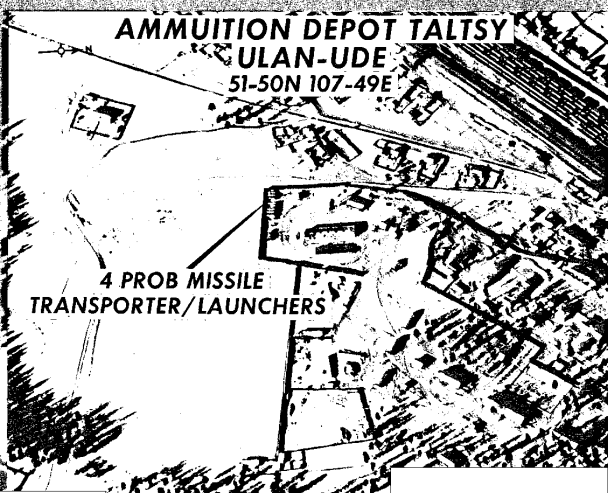 AMMUITION DEPOT TALTSY
ULAN-UDE
51-50N 107-49E
N
4 PROB MISSILE
TRANSPORTER/LAUNCHERS